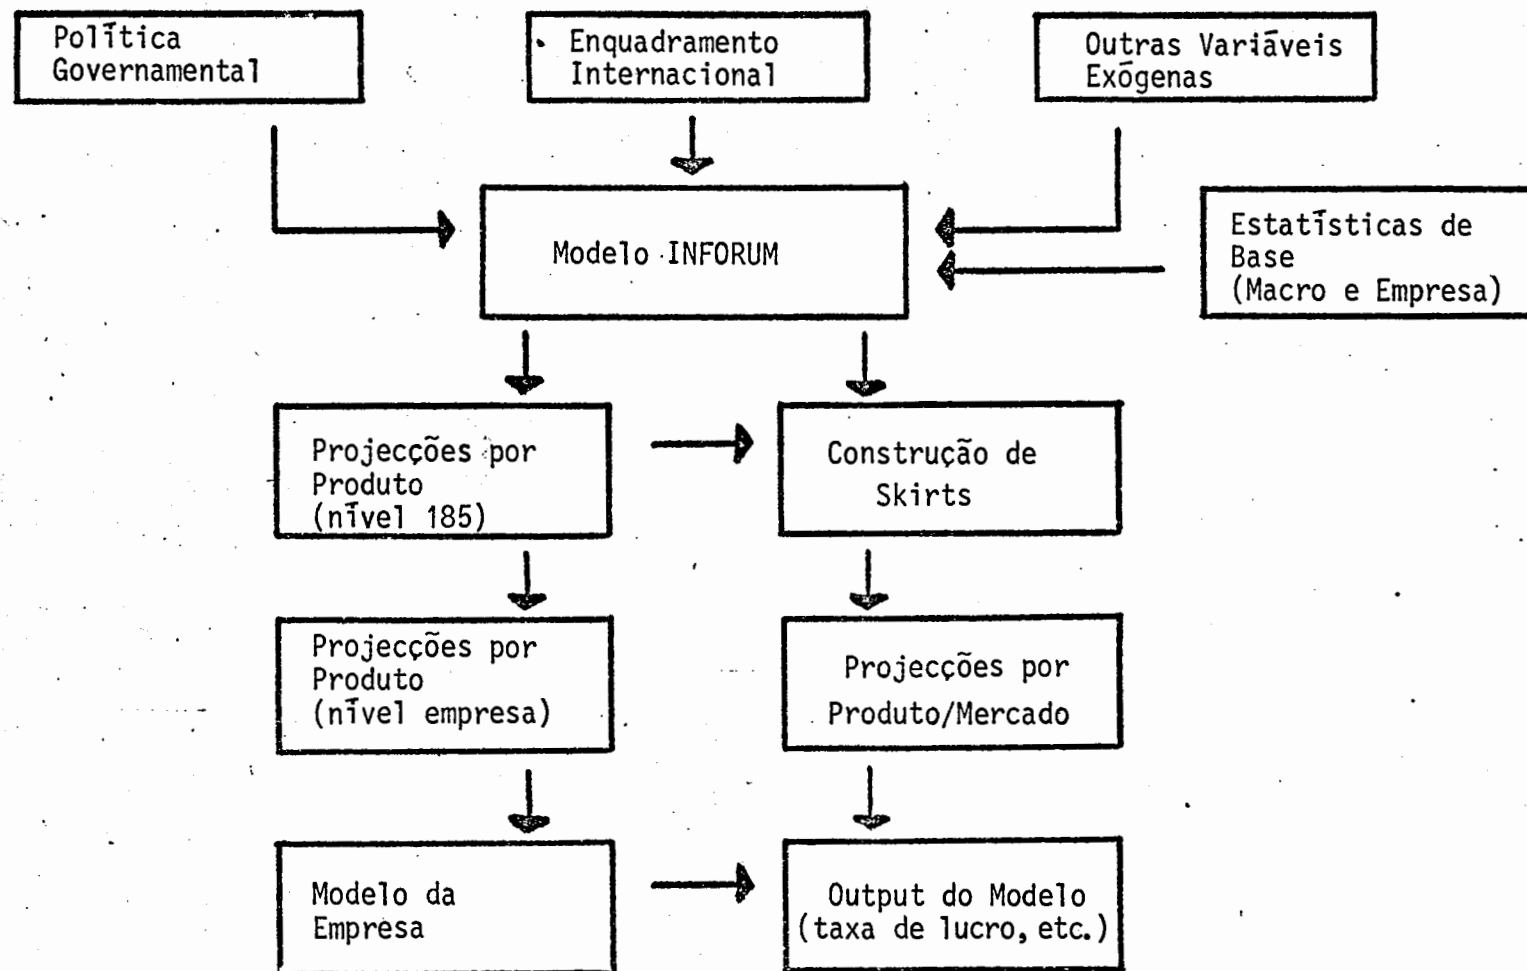 Política
Governamental
Enquadramento
Internacional
Outras Variáveis
Exógenas
Modelo INFORUM
Estatísticas de
Base
(Macro e Empresa)
Projecções por
Produto
(nível 185)
Construção de
Skirts
Projecções por
Produto
(nível empresa)
Projecções por
Produto/Mercado
Modelo da
Empresa
Output do Modelo
(taxa de lucro, etc.)